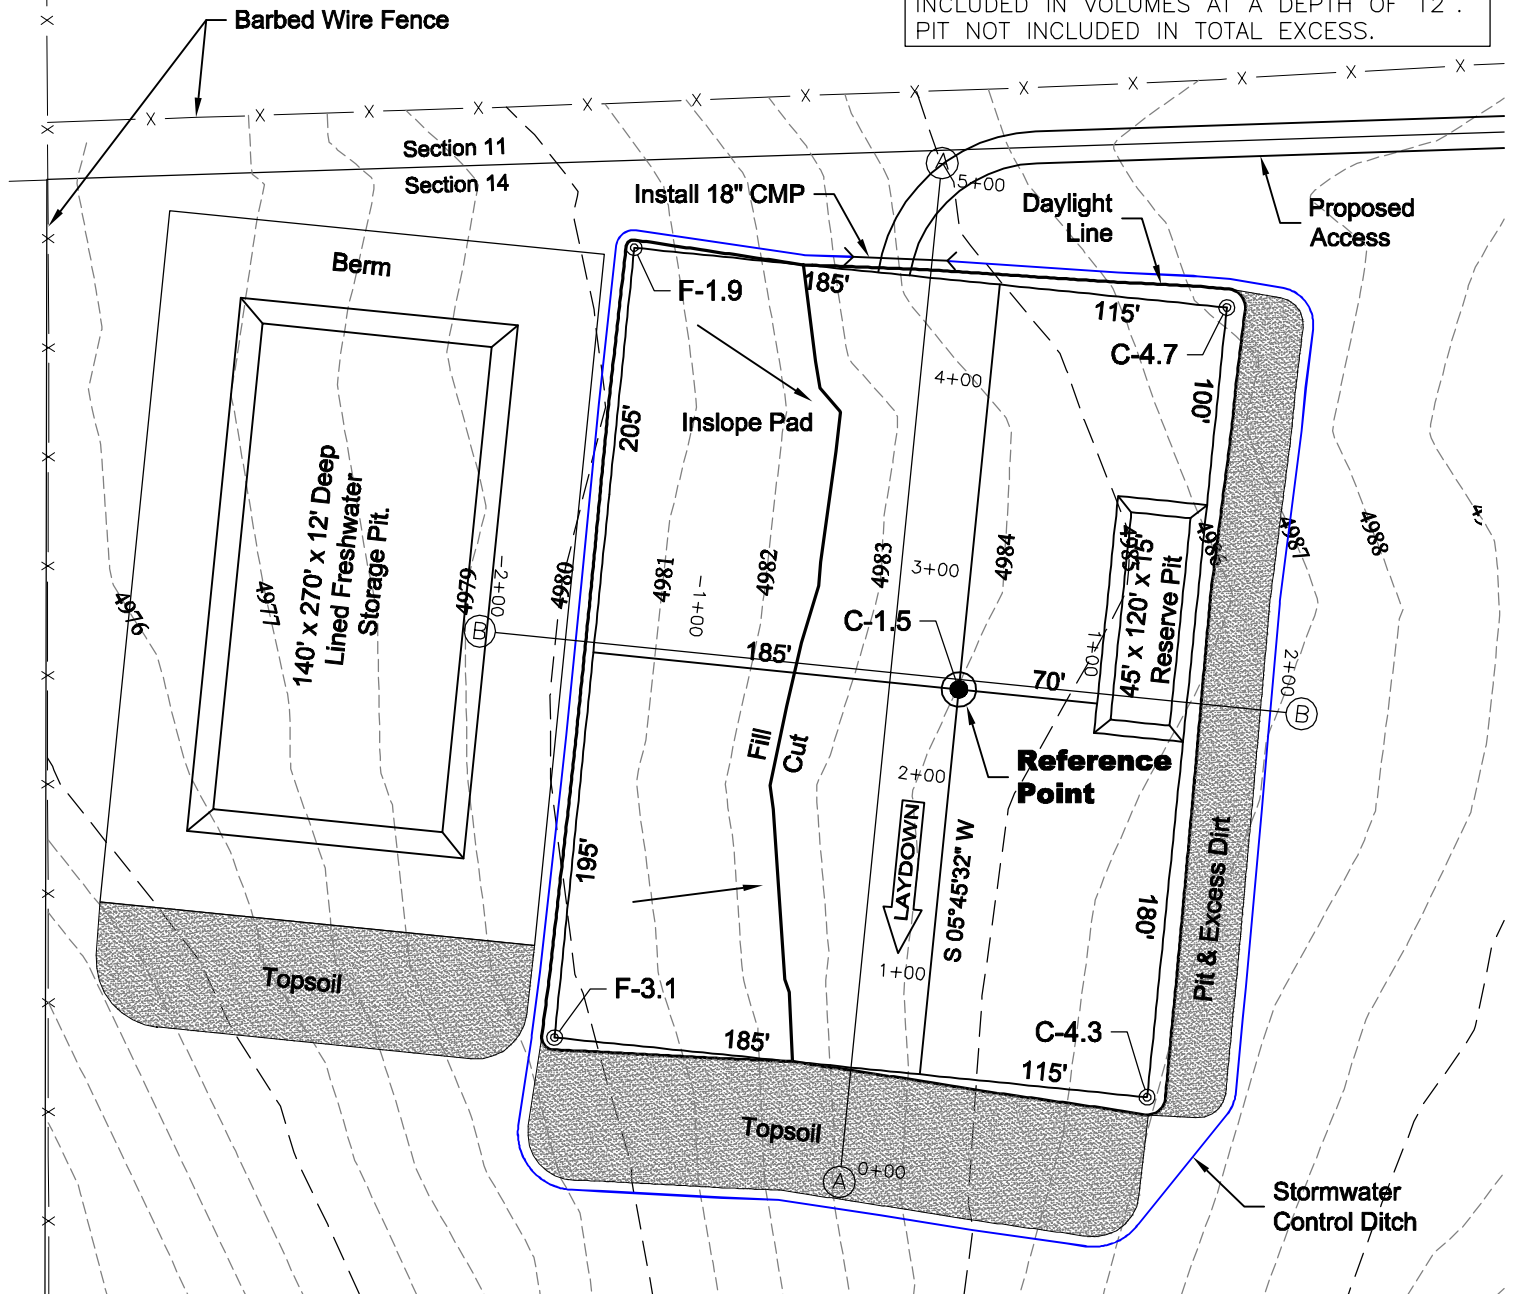 INCLUDED IN VOLUMES AT A DEPTH OF 12'.
PIT NOT INCLUDED IN TOTAL EXCESS.
Barbed Wire Fence
Section 11
Section 14
A
5+00
Install 18" CMP
Daylight
Line
Proposed
Access
Berm
F-1.9
185'
115'
C-4.7
100'
4+00
205'
Inslope Pad
140' x 270' x 12' Deep
Lined Freshwater
Storage Pit.
4976
4977
4979
-2+00
4980
4981
-1+00
4982
4983
3+00
4984
4985
4986
4987
4988
45' x 120' x 15'
Reserve Pit
C-1.5
B
185'
70'
1+00
2+00
B
Fill
Cut
Reference
Point
2+00
LAYDOWN
S 05°45'32" W
195'
180'
Pit & Excess Dirt
1+00
Topsoil
F-3.1
185'
C-4.3
115'
Topsoil
A
0+00
Stormwater
Control Ditch